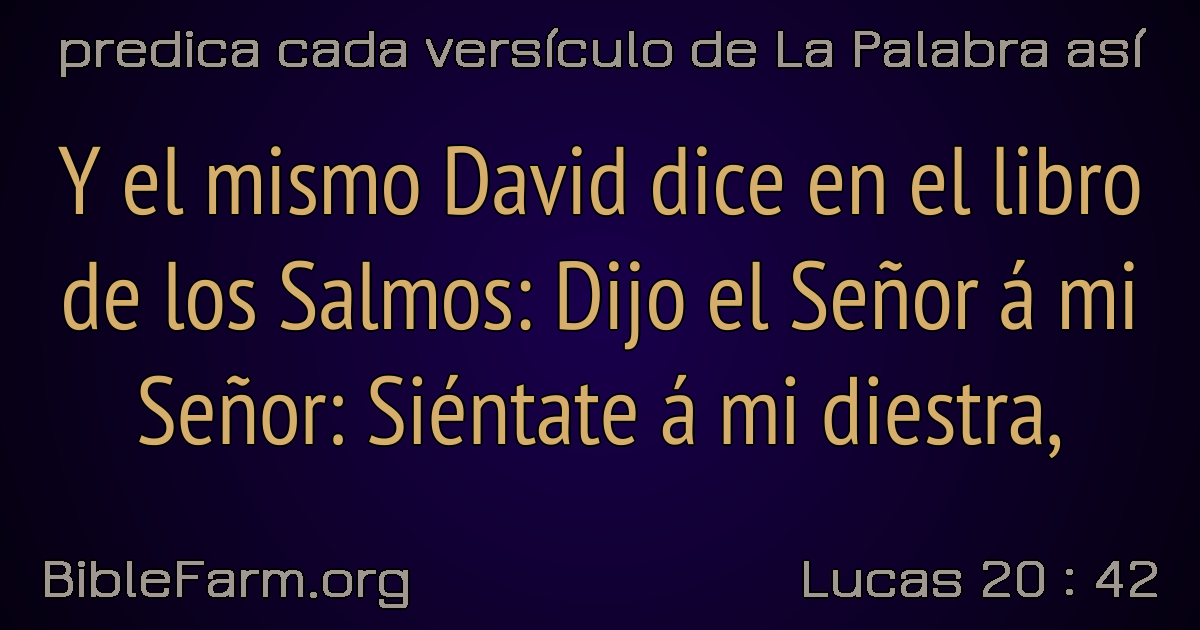 predica cada versículo de La Palabra así
Y el mismo David dice en el libro
de los Salmos: Dijo el Señor á mi
Señor: Siéntate á mi diestra,
BibleFarm.org
Lucas 20 : 42